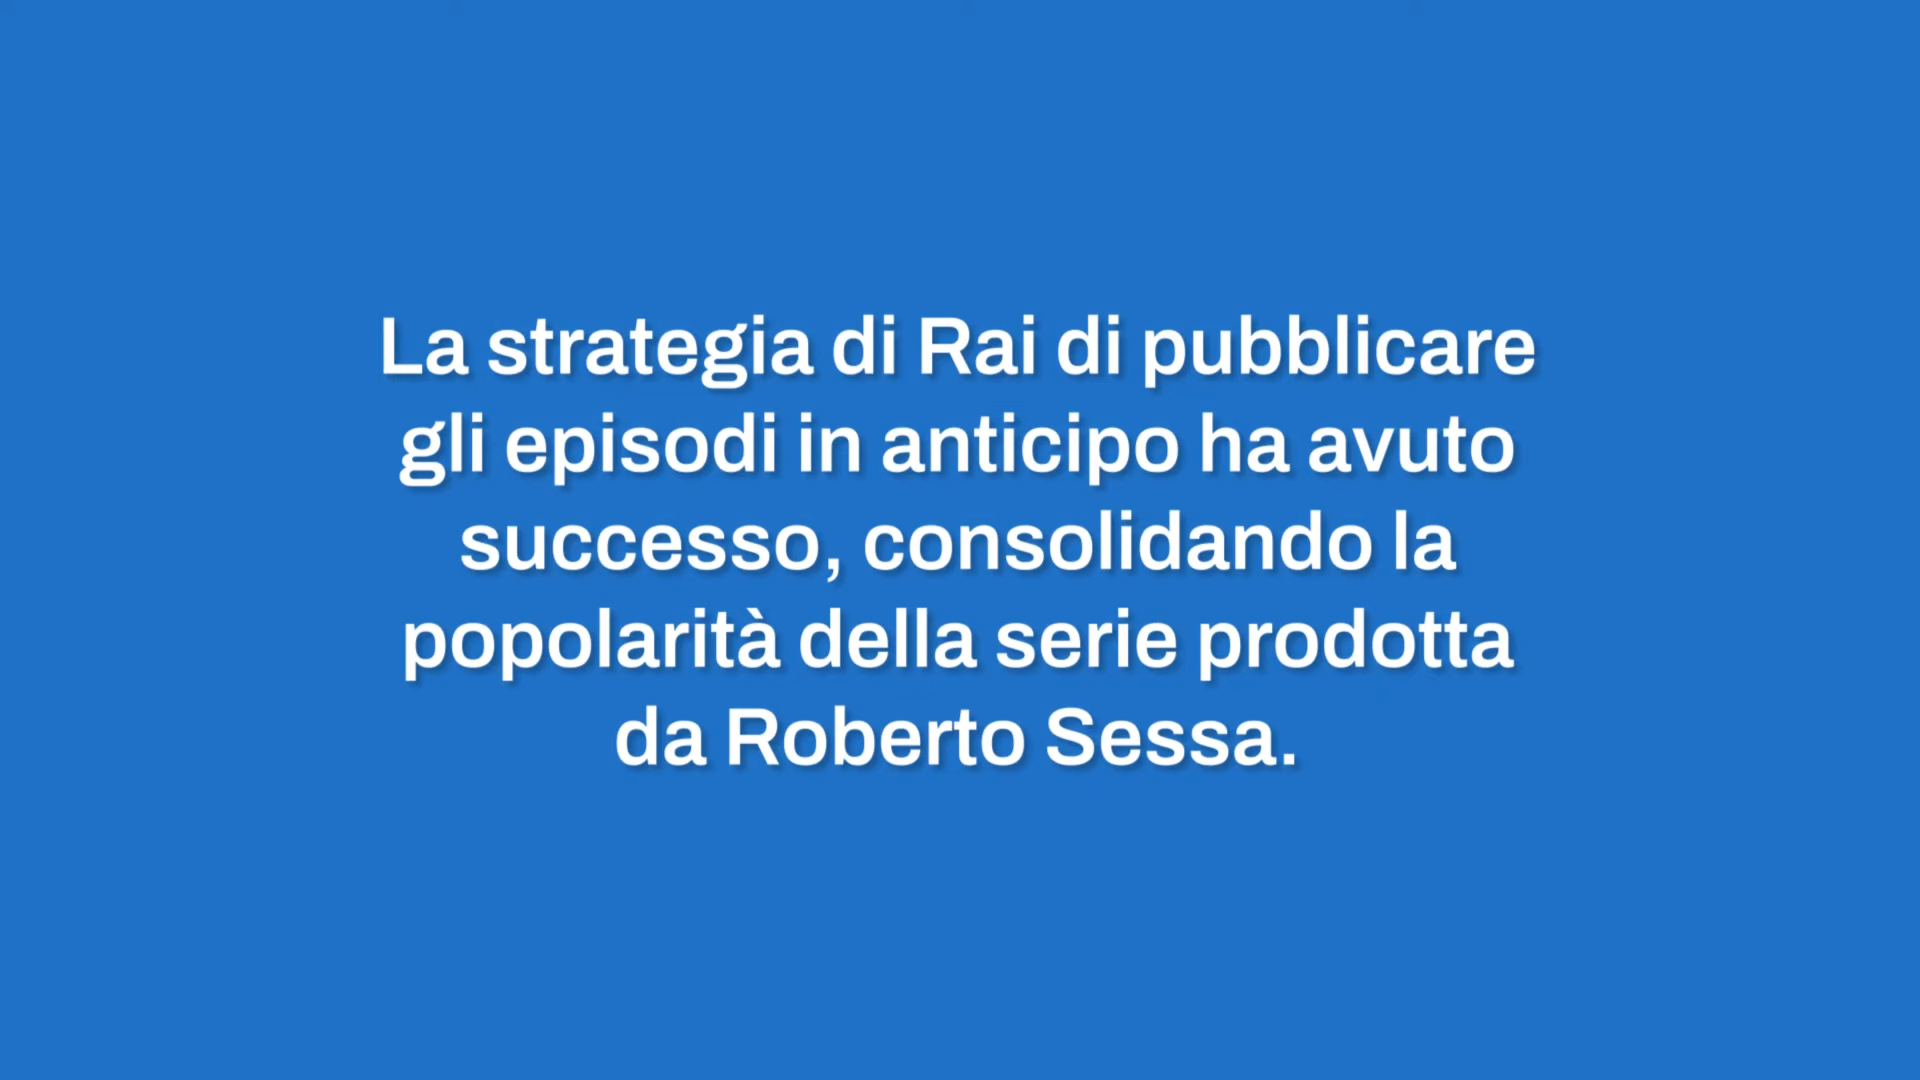 La strategia di Rai di pubblicare
gli episodi in anticipo ha avuto
successo, consolidando la
popolarità della serie prodotta
da Roberto Sessa.